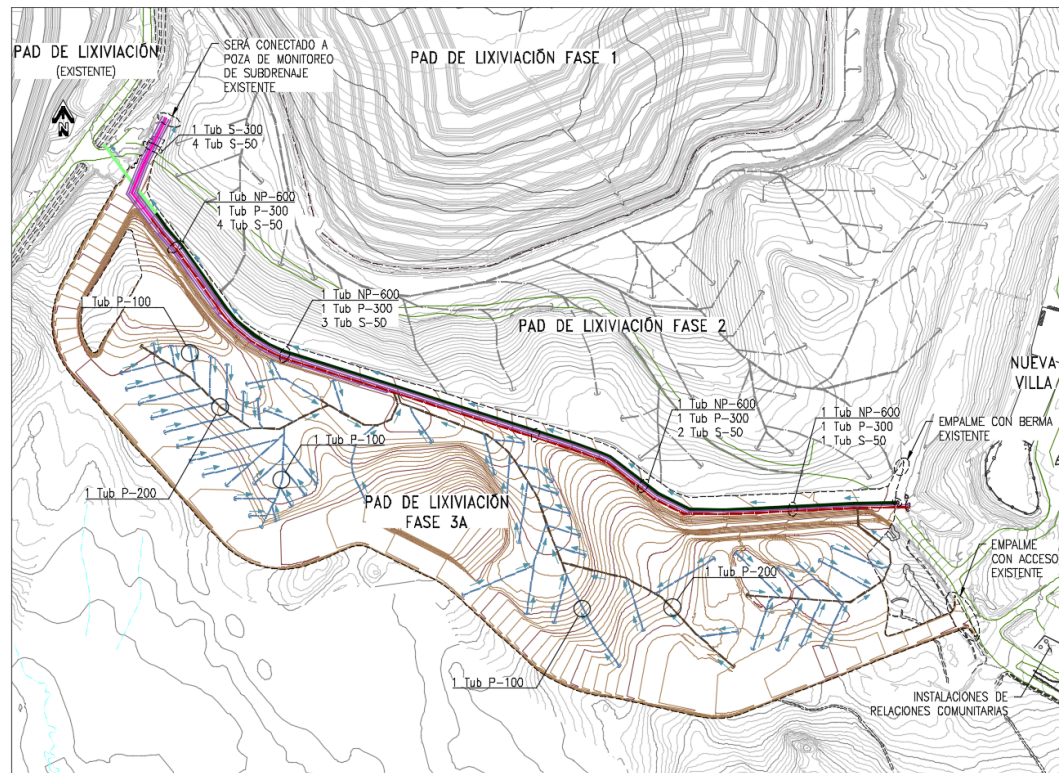 PAD DE LIXIVIACIÓN
(EXISTENTE)
N
SERÁ CONECTADO A
POZA DE MONITOREO
DE SUBDRENAJE
EXISTENTE
PAD DE LIXIVIACIÓN FASE 1
1 Tub S-300
4 Tub S-50
1 Tub NP-600
1 Tub P-300
4 Tub S-50
1 Tub P-100
1 Tub NP-600
1 Tub P-300
3 Tub S-50
PAD DE LIXIVIACIÓN FASE 2
NUEVA
VILLA
1 Tub NP-600
1 Tub P-300
2 Tub S-50
1 Tub NP-600
1 Tub P-300
1 Tub S-50
EMPALME CON BERMA
EXISTENTE
1 Tub P-100
1 Tub P-200
PAD DE LIXIVIACIÓN
FASE 3A
EMPALME
CON ACCESO
EXISTENTE
1 Tub P-200
1 Tub P-100
INSTALACIONES DE
RELACIONES COMUNITARIAS